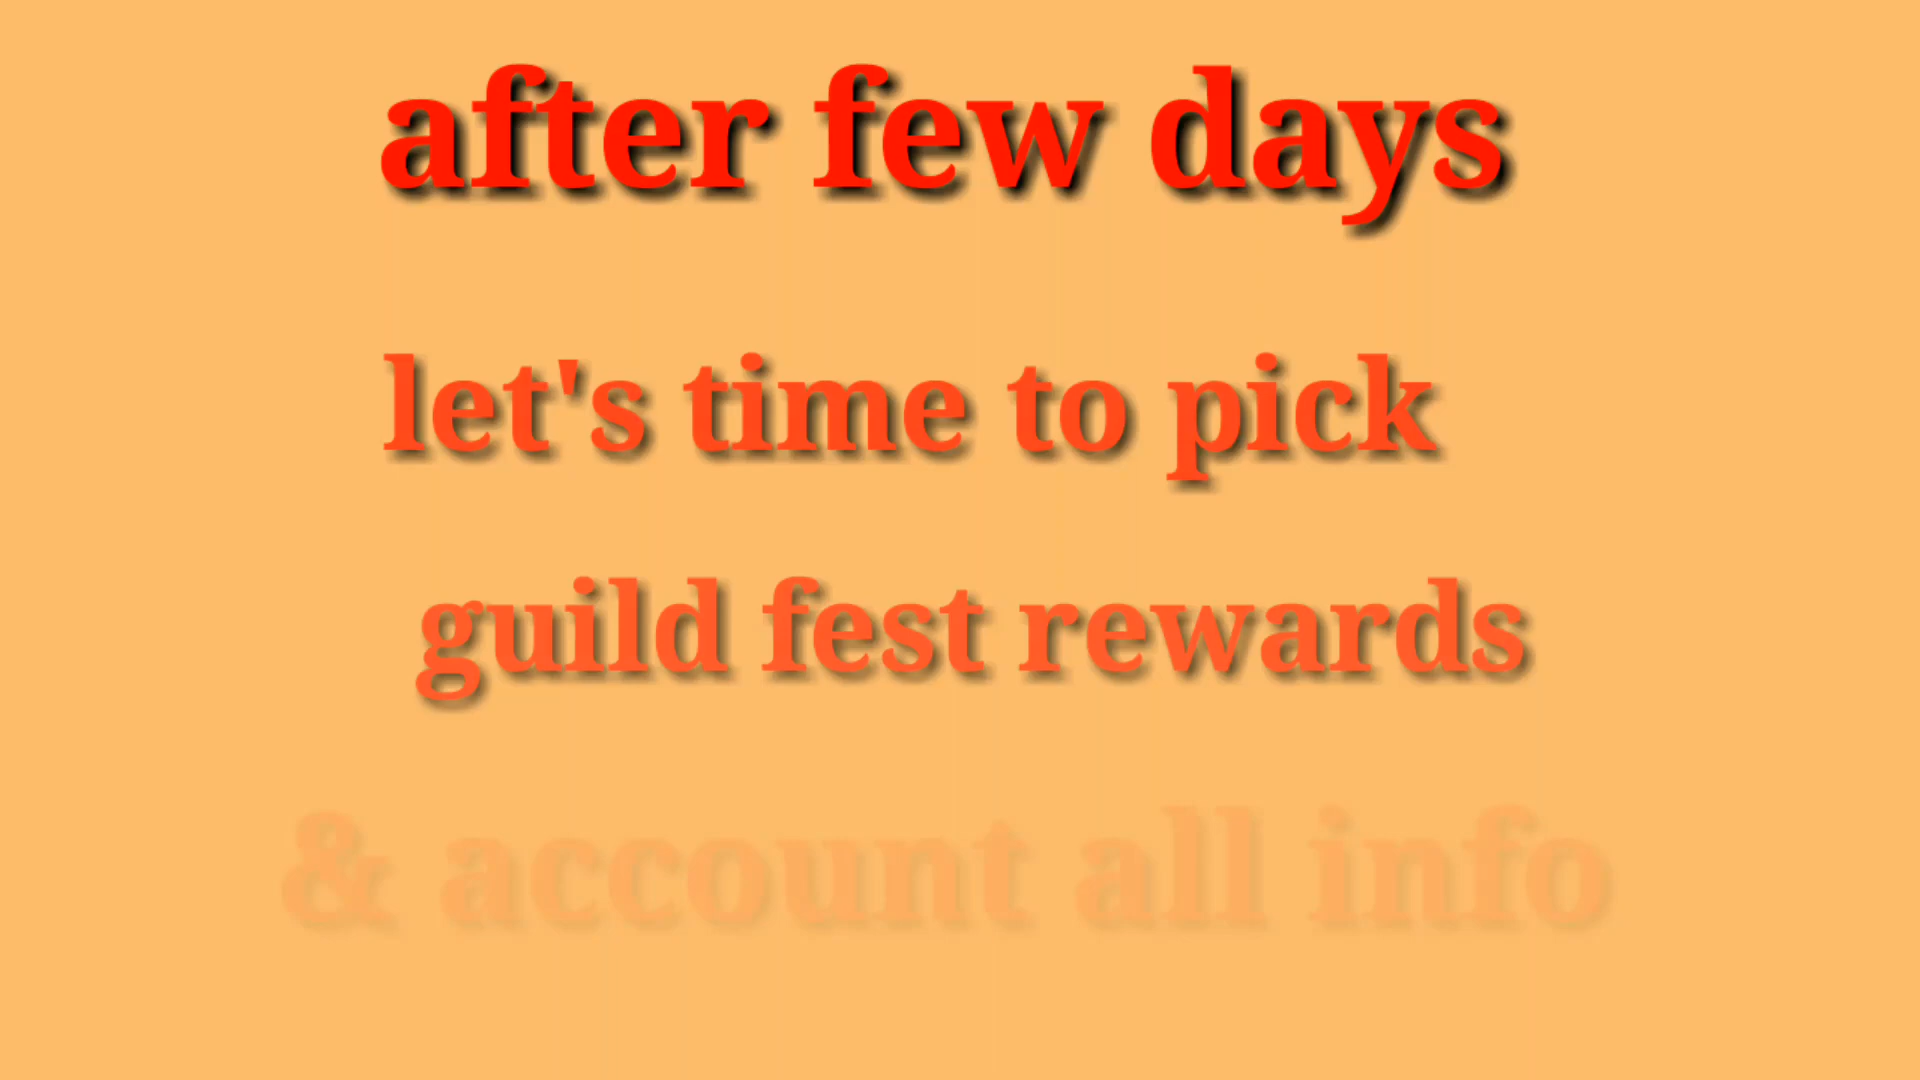 after few days
let's time to pick
guild fest rewards
& account all info